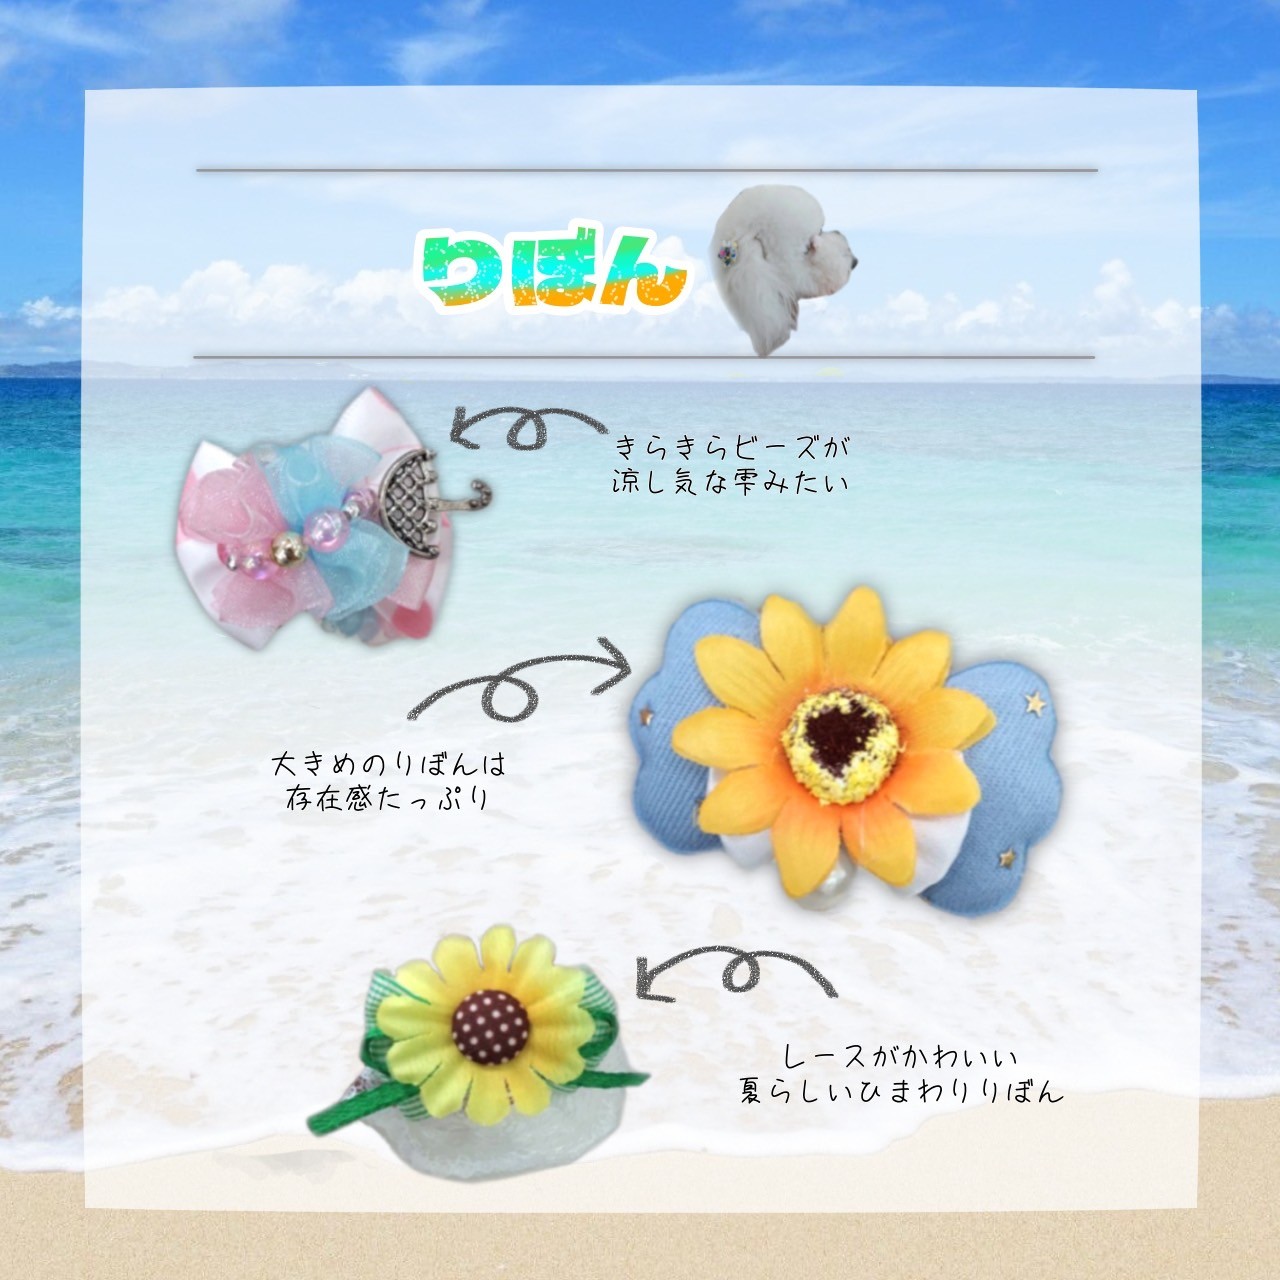 りぼん
きらきらビーズが
涼し気な雫みたい
大きめのりぼんは
存在感たっぷり
レースがかわいい
夏らしいひまわりりぼん